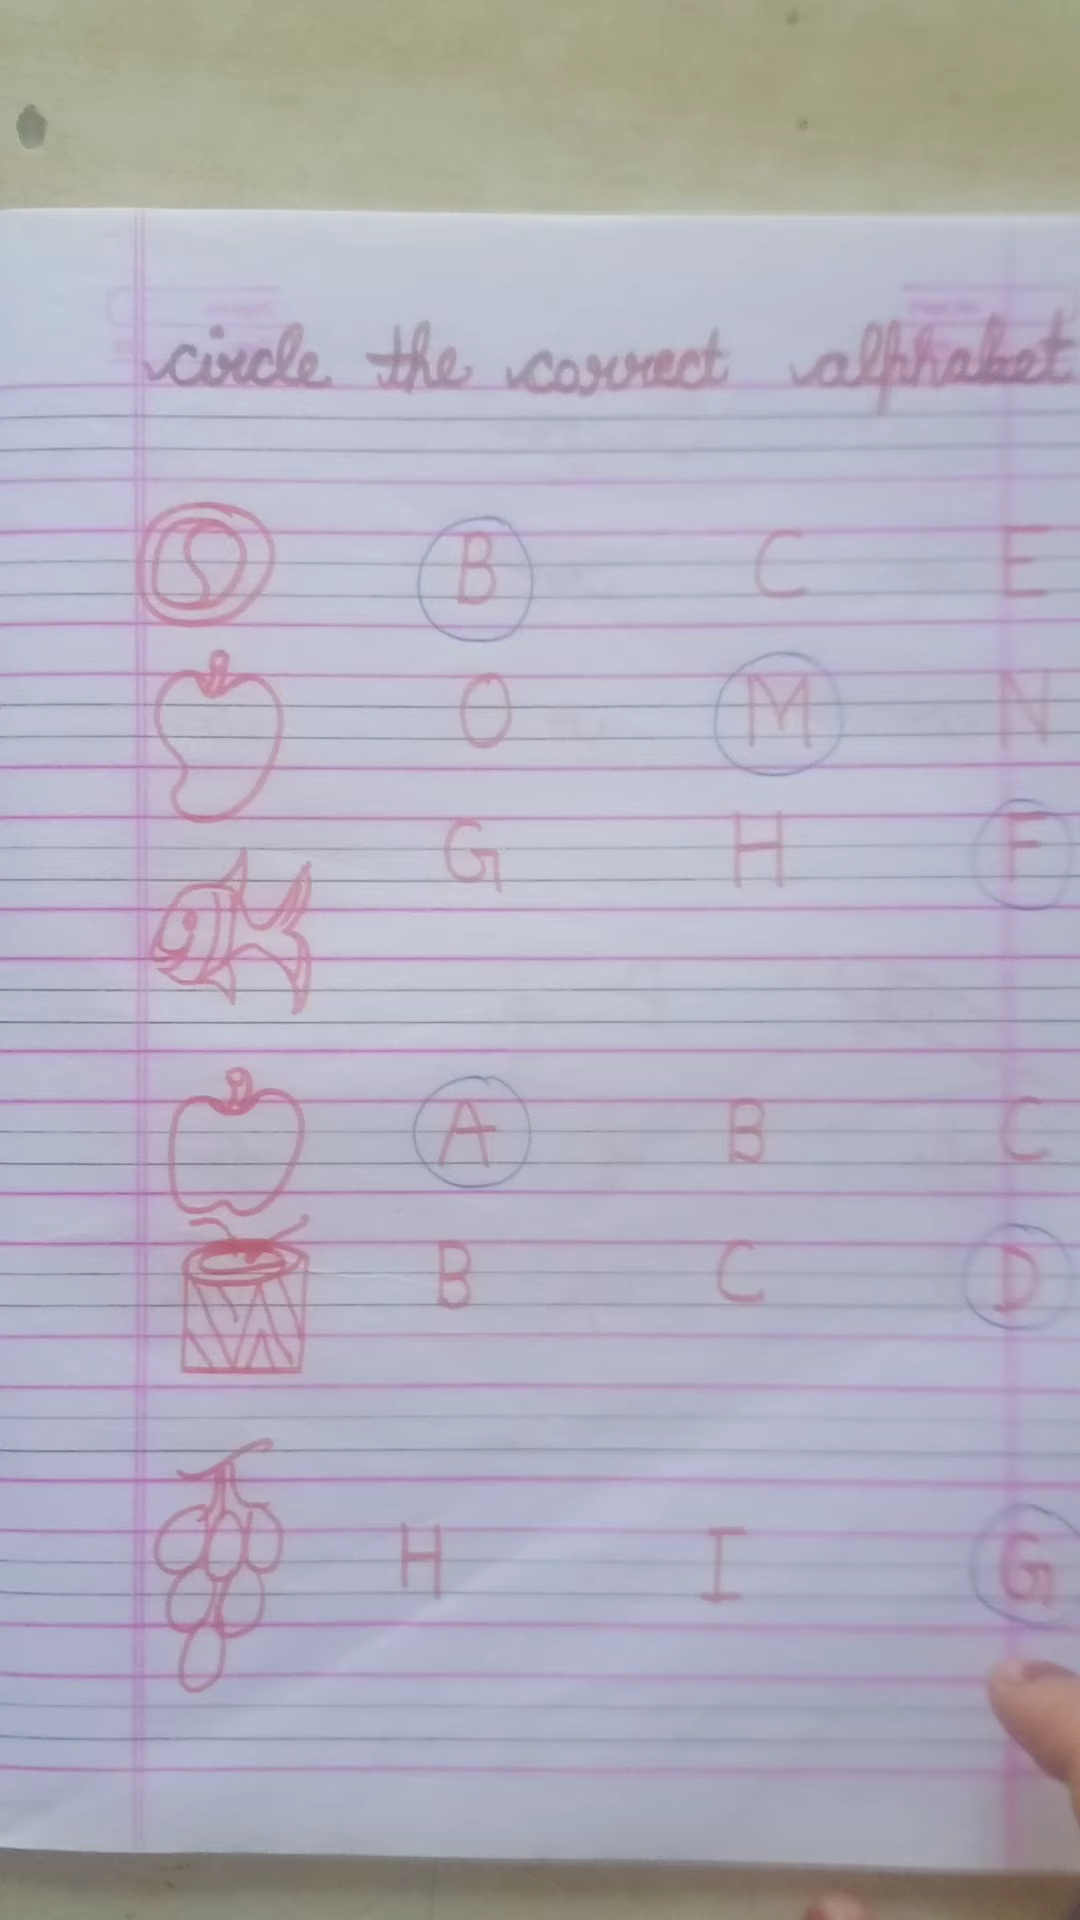 circle the correct alphabet
B C E
O M N
G H F
A B C
B C D
H I G